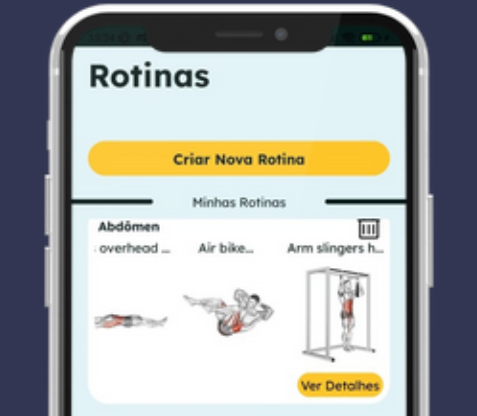 Rotinas
Criar Nova Rotina
Minhas Rotinas
Abdômen
overhead ... Air bike... Arm slingers h...
Ver Detalhes